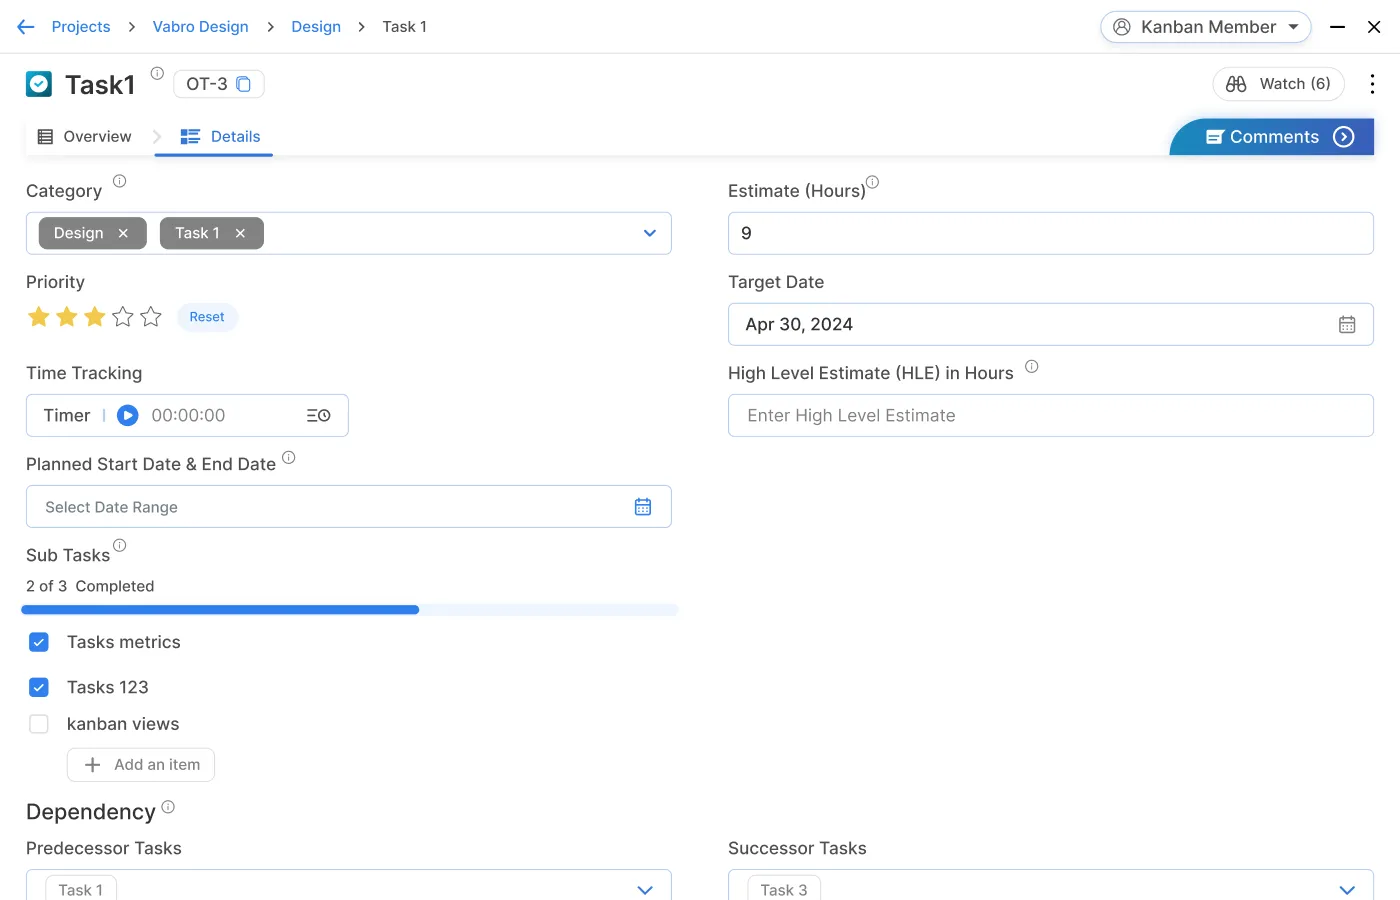 Projects > Vabro Design > Design > Task 1
Kanban Member
Task1
OT-3
Watch (6)
Overview
Details
Comments
Category
Design
Task 1
Estimate (Hours)
9
Priority
Reset
Target Date
Apr 30, 2024
Time Tracking
Timer
00:00:00
High Level Estimate (HLE) in Hours
Enter High Level Estimate
Planned Start Date & End Date
Select Date Range
Sub Tasks
2 of 3 Completed
Tasks metrics
Tasks 123
kanban views
Add an item
Dependency
Predecessor Tasks
Task 1
Successor Tasks
Task 3